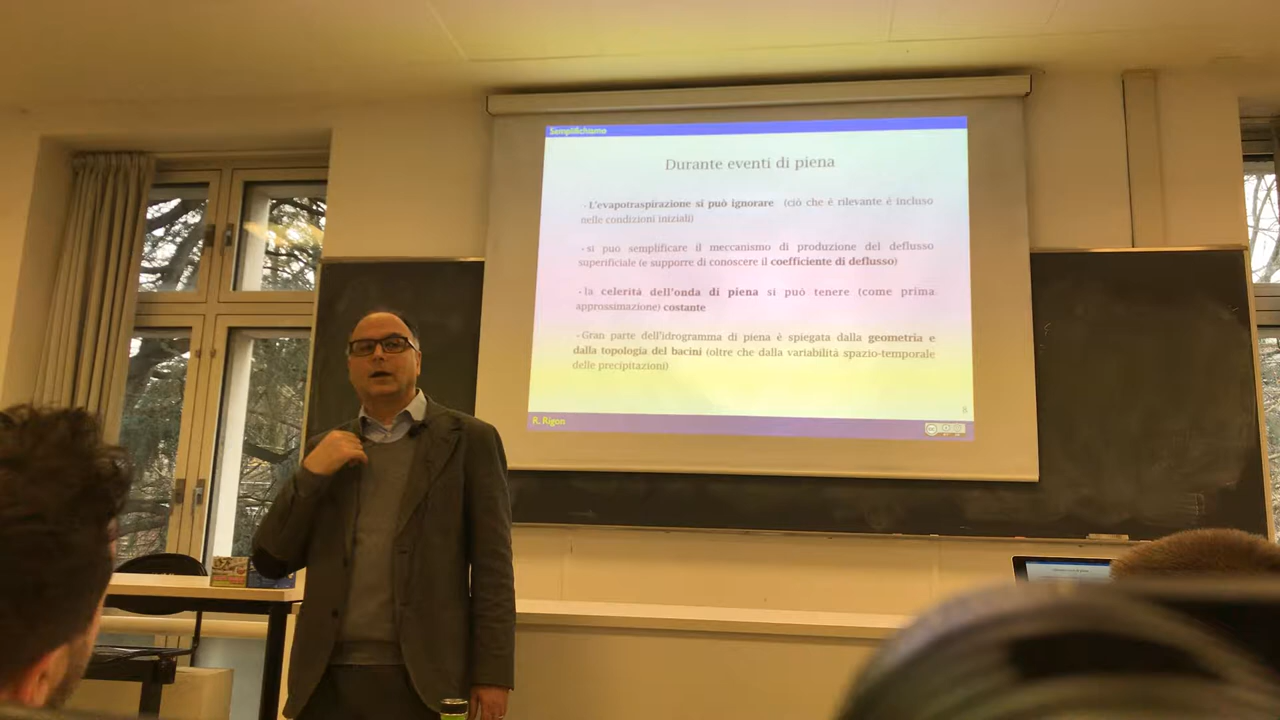 Semplifichiamo
Durante eventi di piena
- L'evapotraspirazione si può ignorare (ciò che è rilevante é incluso
nelle condizioni iniziali)
- si puo semplificare il meccanismo di produzione del deflusso
superificiale (e supporre di conoscere il coefficiente di deflusso)
- la celerità dell'onda di piena si può tenere (come prima
approssimazione) costante
- Gran parte dell'idrogramma di piena è spiegata dalla geometria e
dalla topologia dei bacini (oltre che dalla variabilità spazio-temporale
delle precipitazioni)
8
R. Rigon